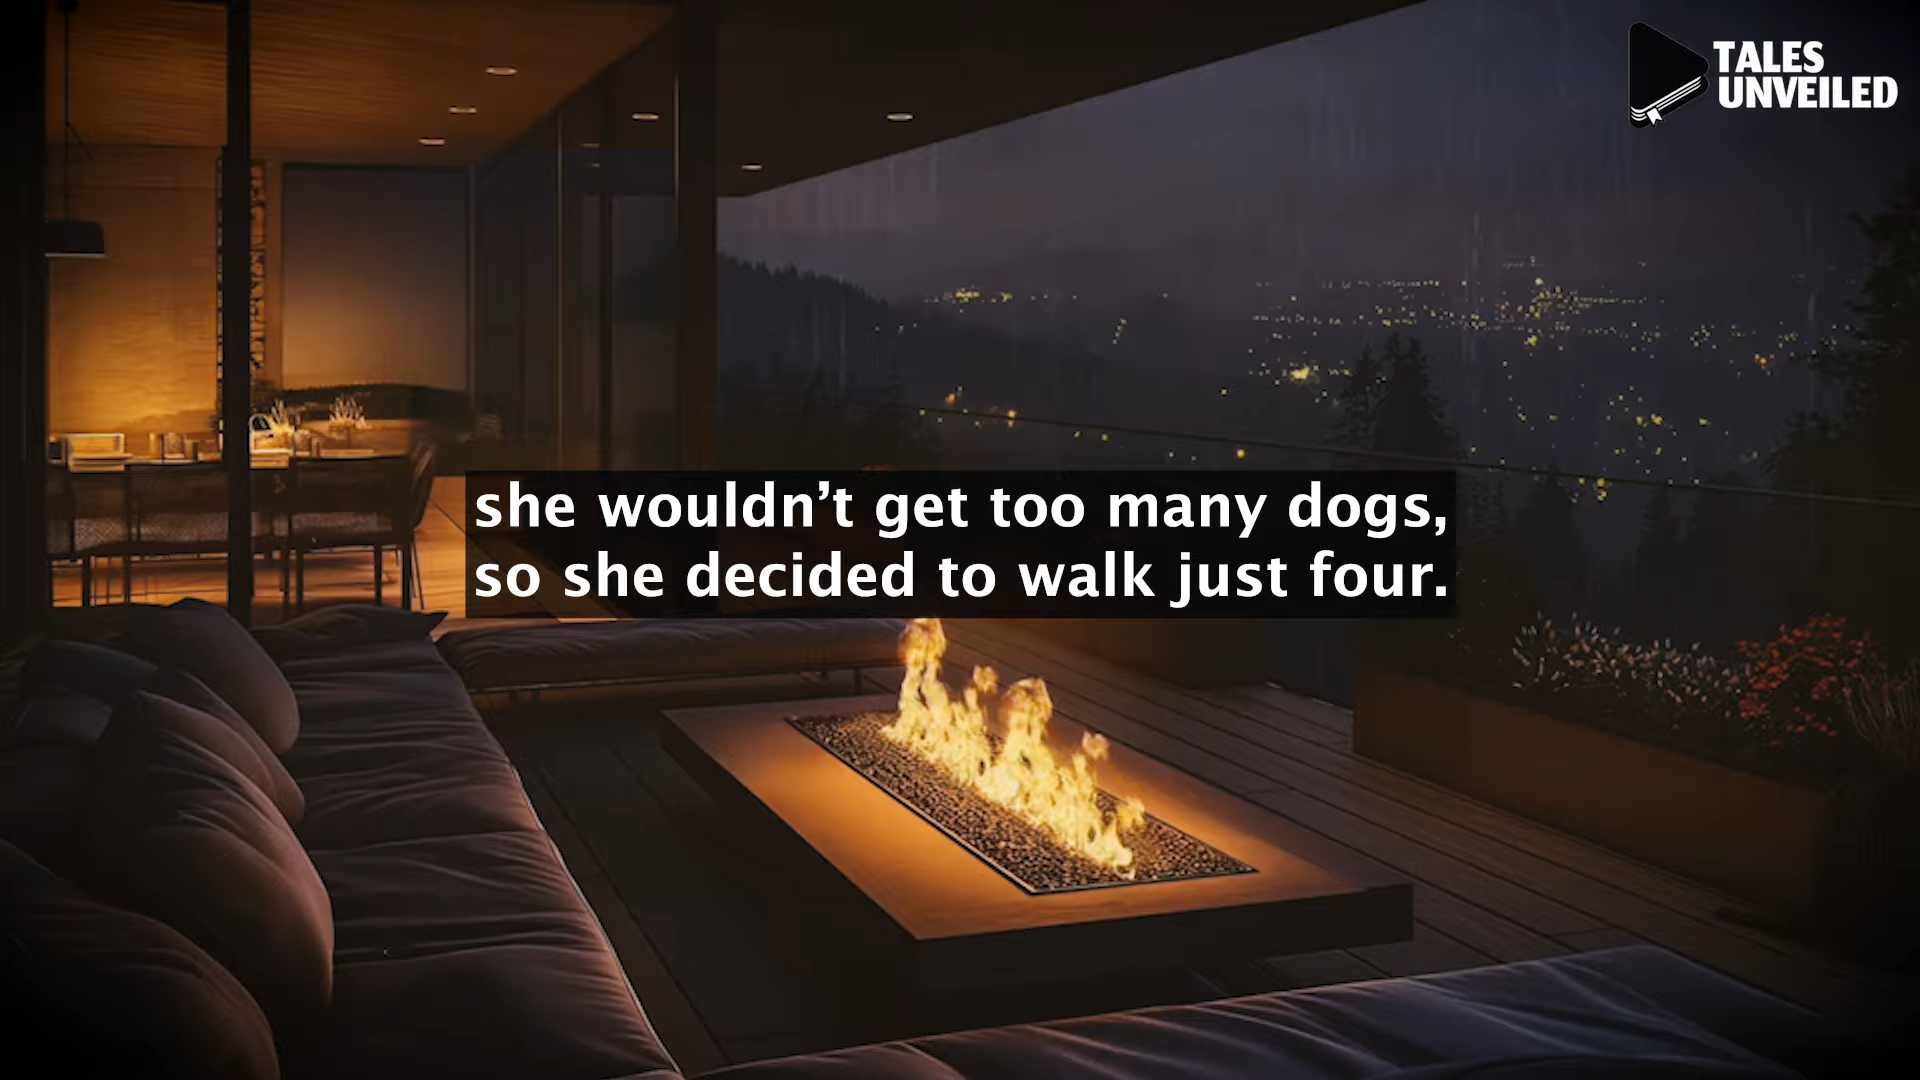 TALES
UNVEILED
she wouldn’t get too many dogs,
so she decided to walk just four.